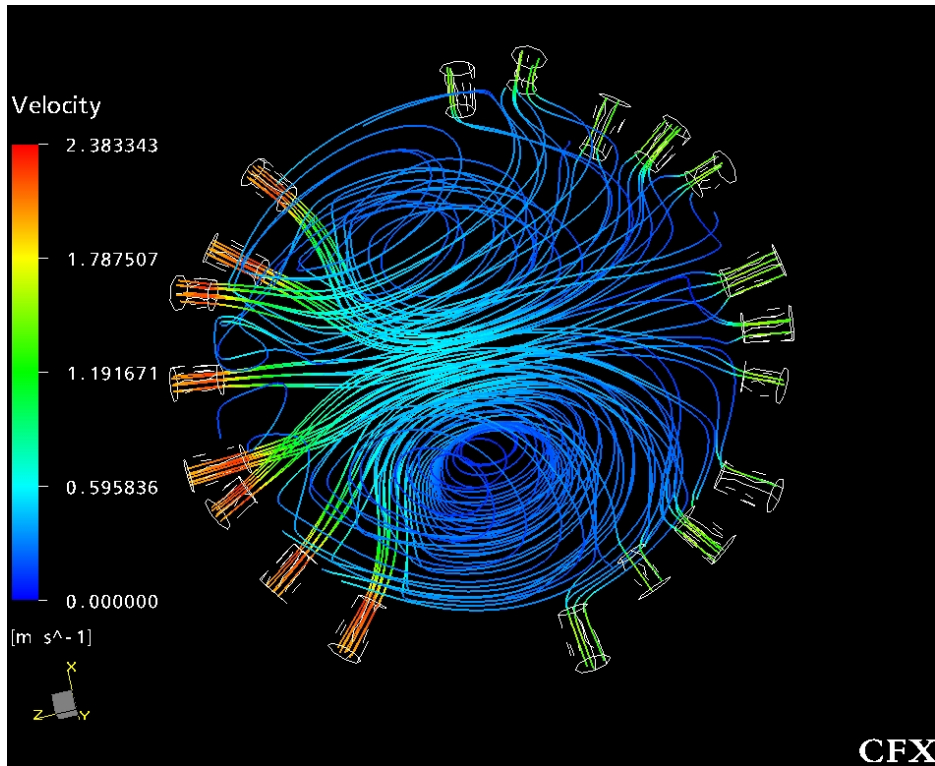 Velocity
2.383343
1.787507
1.191671
0.595836
0.000000
[m s^-1]
X
Z Y
CFX